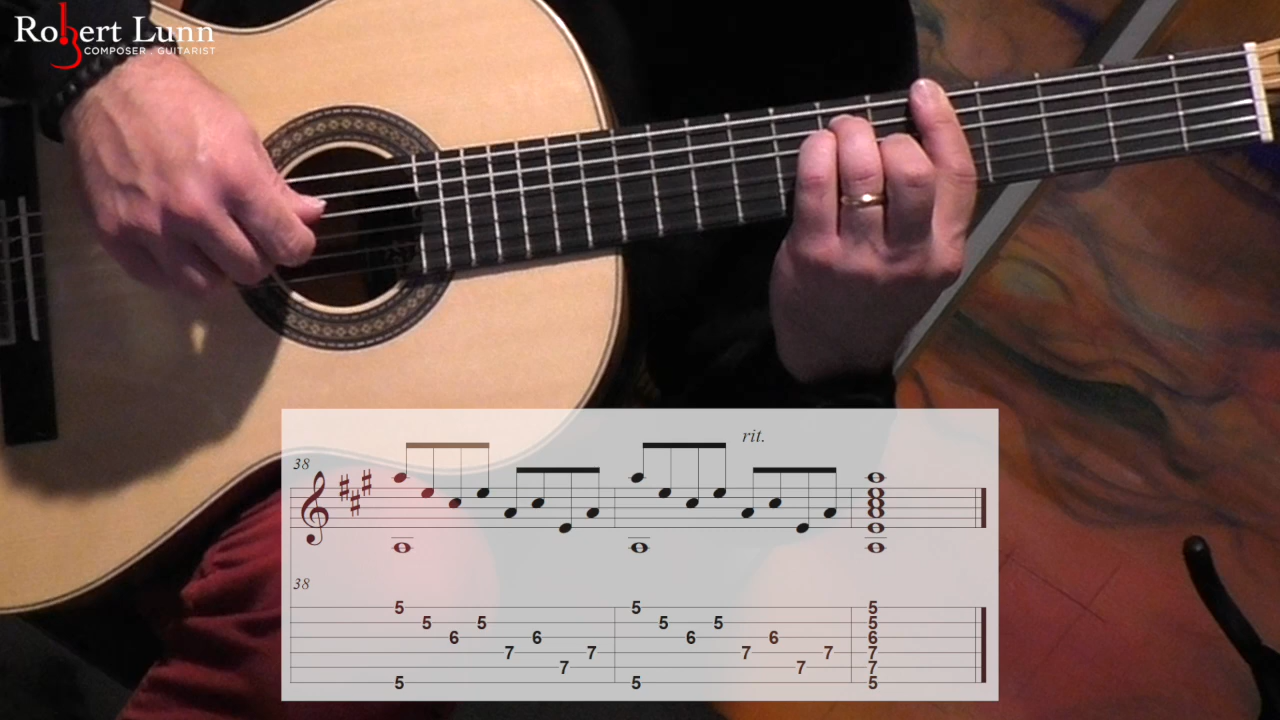 Robert Lunn
COMPOSER . GUITARIST
rit.
38
38
5 5 5
5 5 5 5 5
6 6 6 6 6
7 7 7 7 7
7 7 7
5 5 5